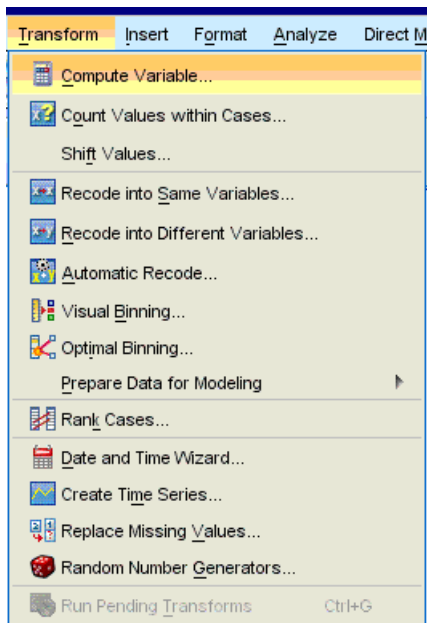 Transform Insert Format Analyze Direct M
Compute Variable...
Count Values within Cases...
Shift Values...
Recode into Same Variables...
Recode into Different Variables...
Automatic Recode...
Visual Binning...
Optimal Binning...
Prepare Data for Modeling
Rank Cases...
Date and Time Wizard...
Create Time Series...
Replace Missing Values...
Random Number Generators...
Run Pending Transforms Ctrl+G